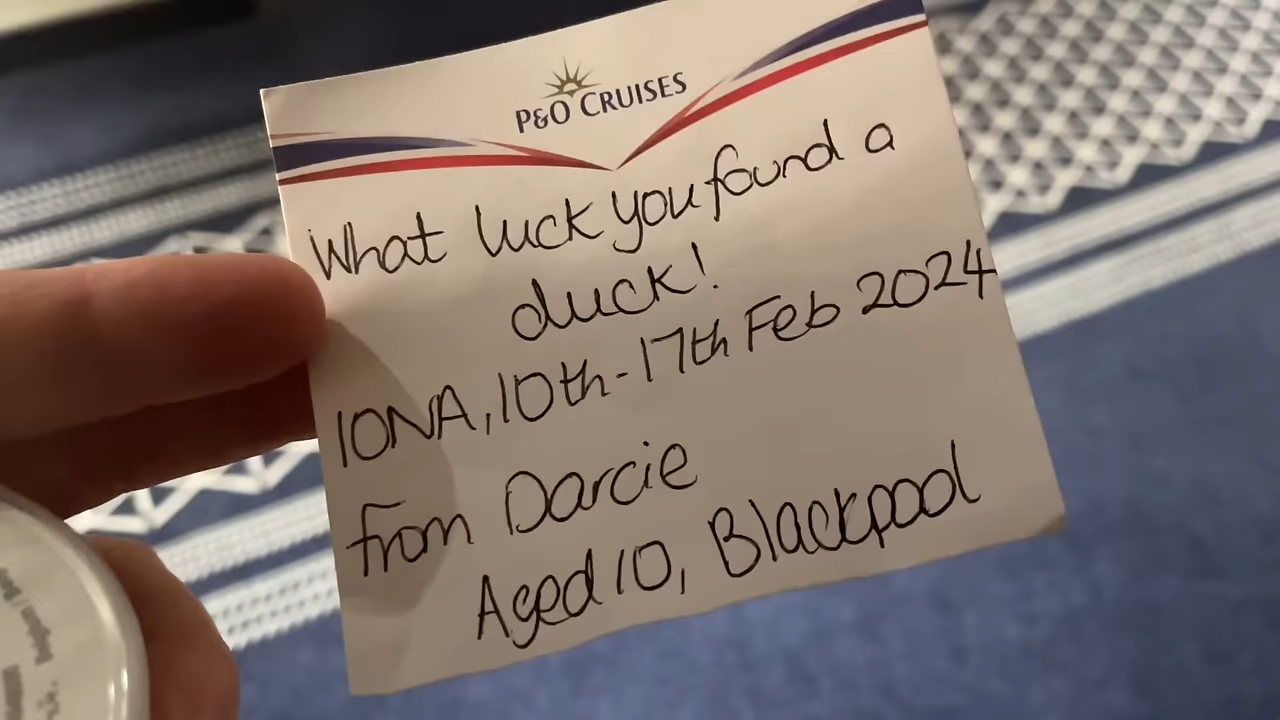 P&O CRUISES
What luck you found a
duck!
IONA, 10th-17th Feb 2024
from Darcie
Aged 10, Blackpool